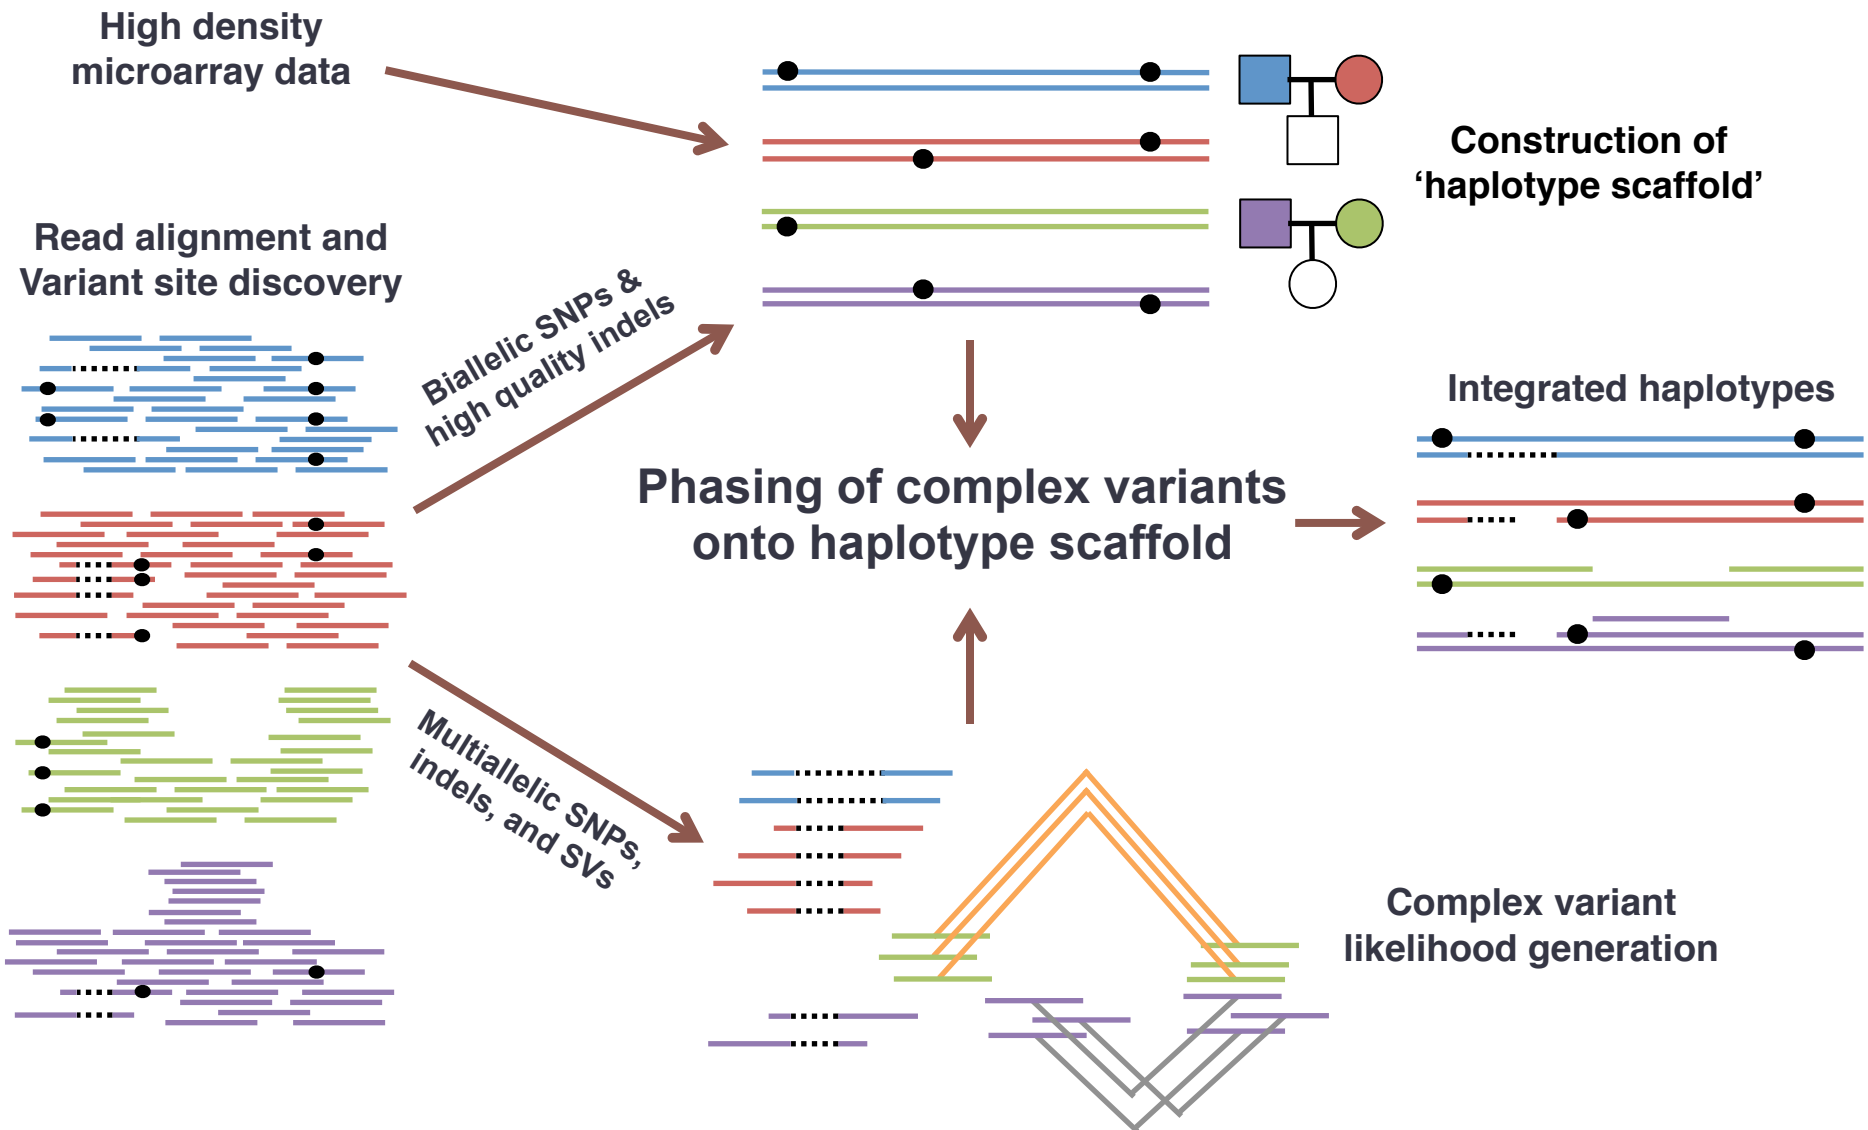 High density
microarray data
Construction of
‘haplotype scaffold’
Read alignment and
Variant site discovery
Biallelic SNPs &
high quality indels
Integrated haplotypes
Phasing of complex variants
onto haplotype scaffold
Multiallelic SNPs,
indels, and SVs
Complex variant
likelihood generation